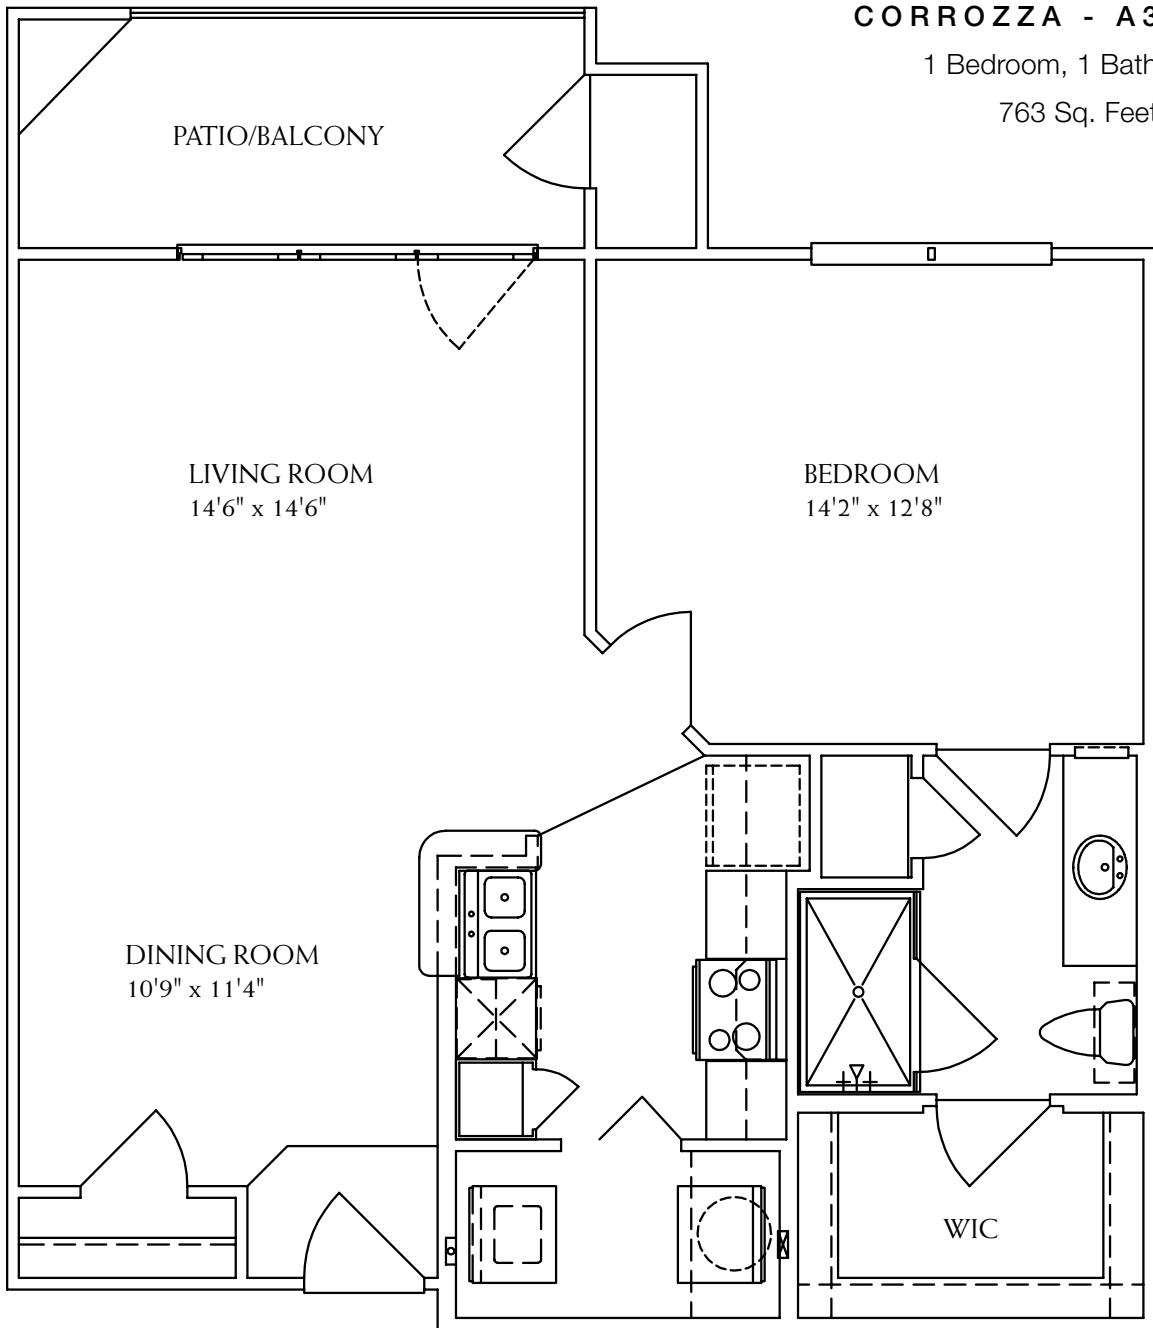 CORROZZA - A3
1 Bedroom, 1 Bath
763 Sq. Feet
PATIO/BALCONY
LIVING ROOM
14'6" x 14'6"
BEDROOM
14'2" x 12'8"
DINING ROOM
10'9" x 11'4"
WIC